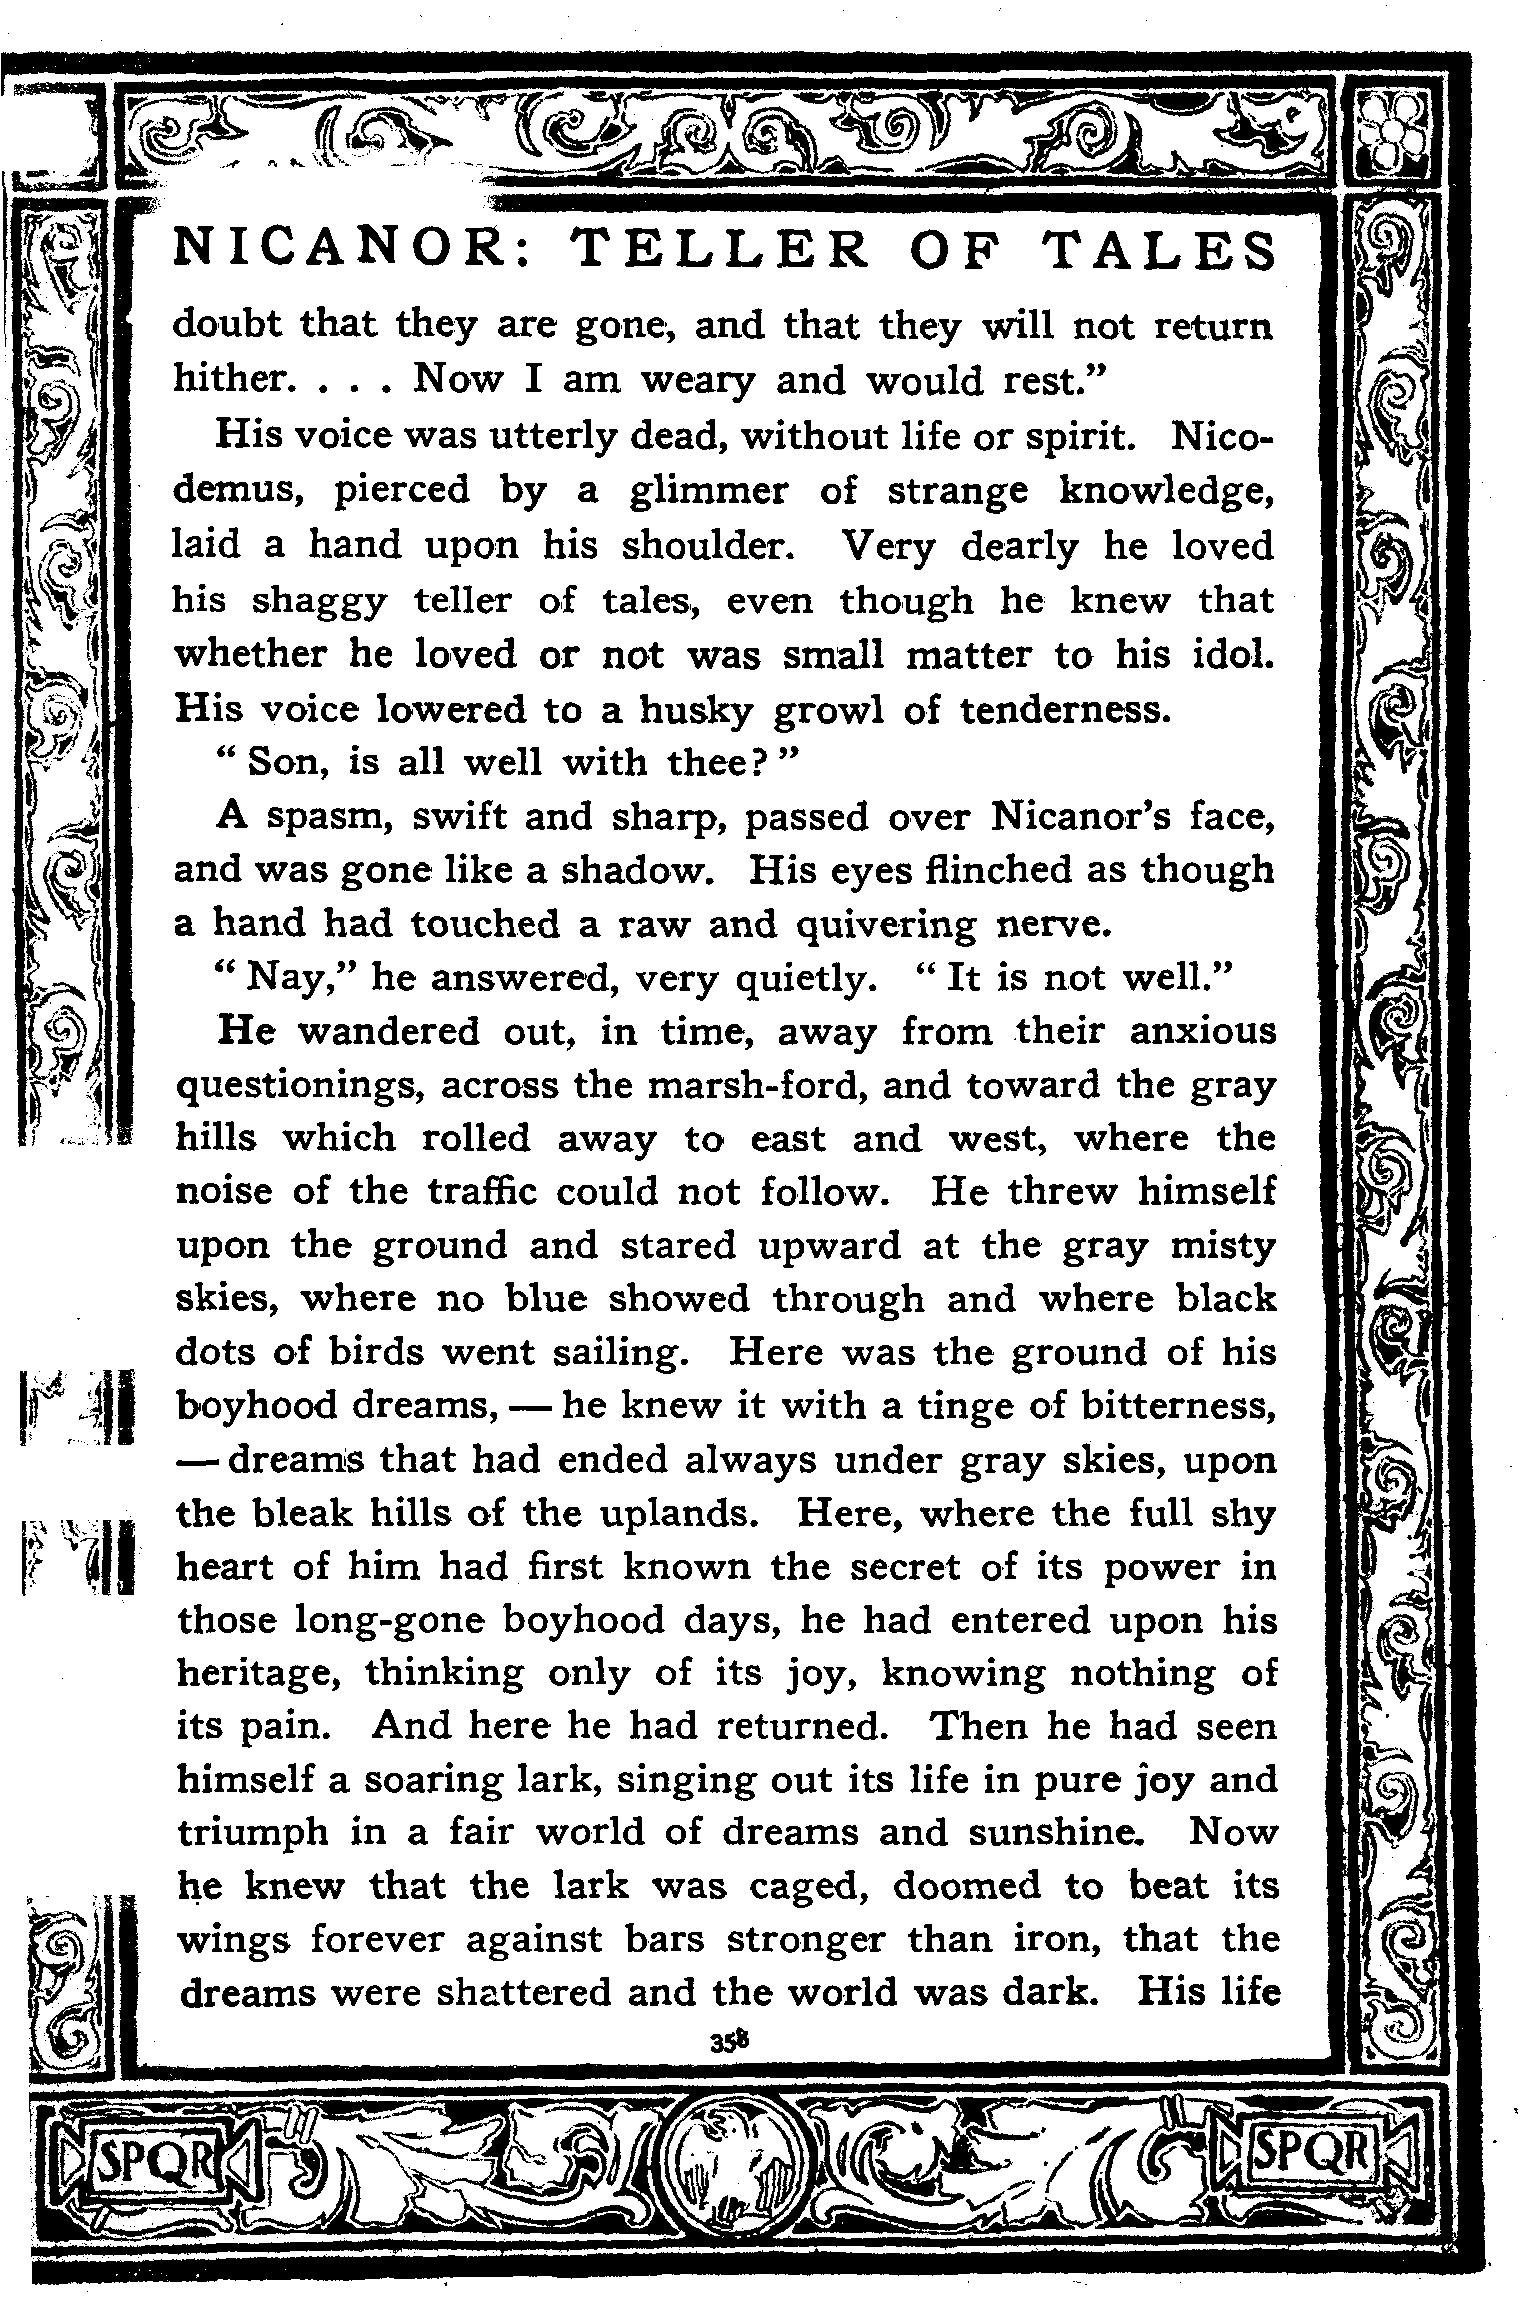 NICANOR: TELLER OF TALES
doubt that they are gone, and that they will not return
hither. . . . Now I am weary and would rest.”
His voice was utterly dead, without life or spirit. Nico-
demus, pierced by a glimmer of strange knowledge,
laid a hand upon his shoulder. Very dearly he loved
his shaggy teller of tales, even though he knew that
whether he loved or not was small matter to his idol.
His voice lowered to a husky growl of tenderness.
“ Son, is all well with thee? ”
A spasm, swift and sharp, passed over Nicanor’s face,
and was gone like a shadow. His eyes flinched as though
a hand had touched a raw and quivering nerve.
“ Nay,” he answered, very quietly. “ It is not well.”
He wandered out, in time, away from their anxious
questionings, across the marsh-ford, and toward the gray
hills which rolled away to east and west, where the
noise of the traffic could not follow. He threw himself
upon the ground and stared upward at the gray misty
skies, where no blue showed through and where black
dots of birds went sailing. Here was the ground of his
boyhood dreams, — he knew it with a tinge of bitterness,
— dreams that had ended always under gray skies, upon
the bleak hills of the uplands. Here, where the full shy
heart of him had first known the secret of its power in
those long-gone boyhood days, he had entered upon his
heritage, thinking only of its joy, knowing nothing of
its pain. And here he had returned. Then he had seen
himself a soaring lark, singing out its life in pure joy and
triumph in a fair world of dreams and sunshine. Now
he knew that the lark was caged, doomed to beat its
wings forever against bars stronger than iron, that the
dreams were shattered and the world was dark. His life
358
SPQR SPQR